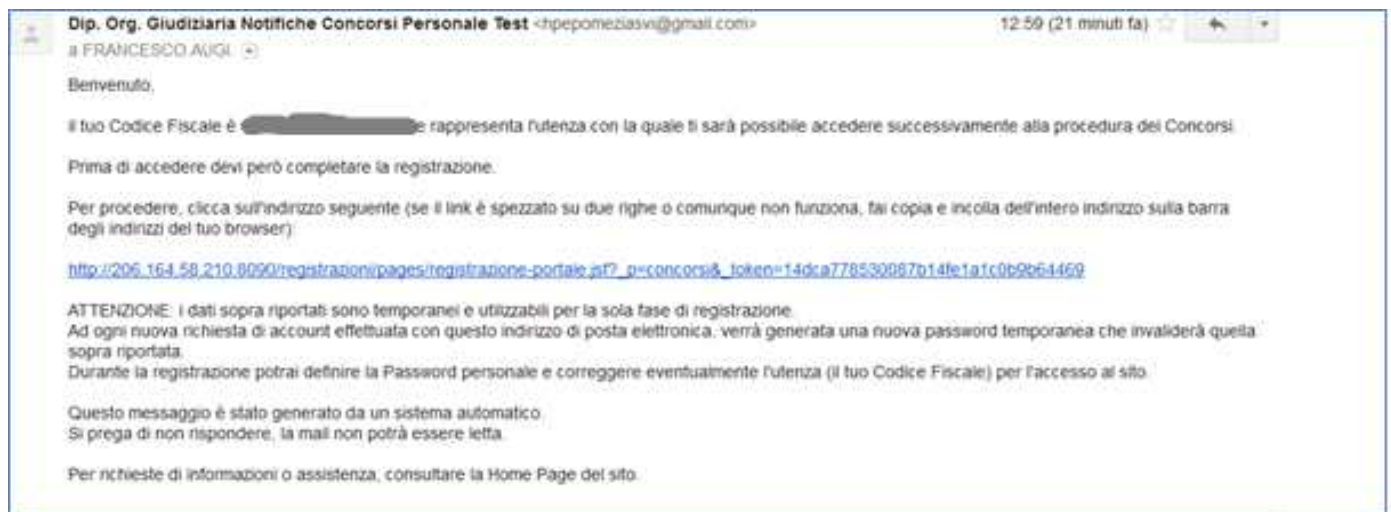 Dip. Org. Giudiziaria Notifiche Concorsi Personale Test <hpepomeziasvi@gmail.com>
12:59 (21 minuti fa)
a FRANCESCO AUGI.
Benvenuto,
il tuo Codice Fiscale è e rappresenta l'utenza con la quale ti sarà possibile accedere successivamente alla procedura dei Concorsi.
Prima di accedere devi però completare la registrazione.
Per procedere, clicca sull'indirizzo seguente (se il link è spezzato su due righe o comunque non funziona, fai copia e incolla dell'intero indirizzo sulla barra
degli indirizzi del tuo browser):
http://206.164.58.210:8090/registrazioni/pages/registrazione-portale.jsf?_p=concorsi&_token=14dca778530087b14fe1a1c0b9b64469
ATTENZIONE: i dati sopra riportati sono temporanei e utilizzabili per la sola fase di registrazione.
Ad ogni nuova richiesta di account effettuata con questo indirizzo di posta elettronica, verrà generata una nuova password temporanea che invaliderà quella
sopra riportata.
Durante la registrazione potrai definire la Password personale e correggere eventualmente l'utenza (il tuo Codice Fiscale) per l'accesso al sito.
Questo messaggio è stato generato da un sistema automatico.
Si prega di non rispondere, la mail non potrà essere letta.
Per richieste di informazioni o assistenza, consultare la Home Page del sito.